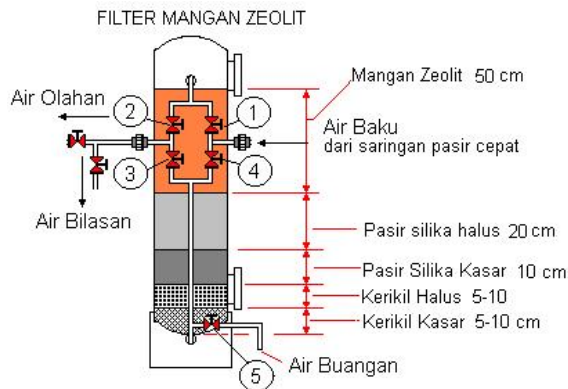 FILTER MANGAN ZEOLIT
Mangan Zeolit 50 cm
Air Olahan
2
1
Air Baku
dari saringan pasir cepat
3
4
Air Bilasan
Pasir silika halus 20 cm
Pasir Silika Kasar 10 cm
Kerikil Halus 5-10
Kerikil Kasar 5-10 cm
Air Buangan
5